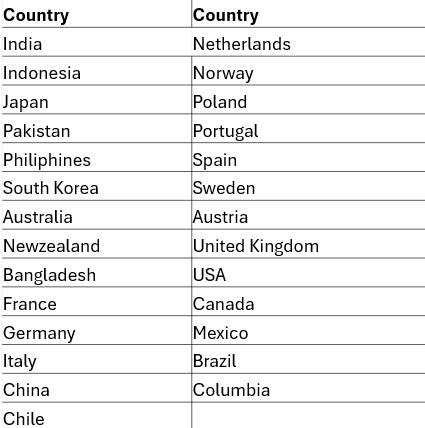 Country Country
India Netherlands
Indonesia Norway
Japan Poland
Pakistan Portugal
Philiphines Spain
South Korea Sweden
Australia Austria
Newzealand United Kingdom
Bangladesh USA
France Canada
Germany Mexico
Italy Brazil
China Columbia
Chile